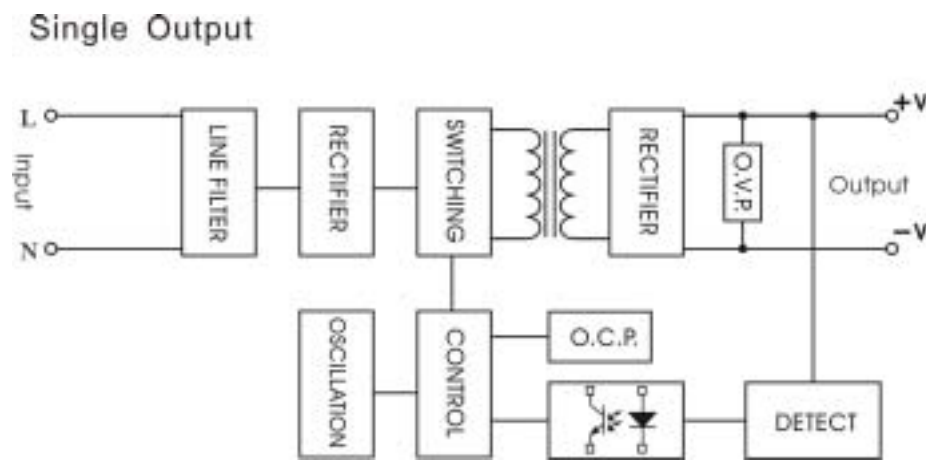 Single Output
L
Input
N
LINE FILTER
RECTIFIER
SWITCHING
RECTIFIER
O.V.P.
+V
Output
-V
OSCILLATION
CONTROL
O.C.P.
DETECT